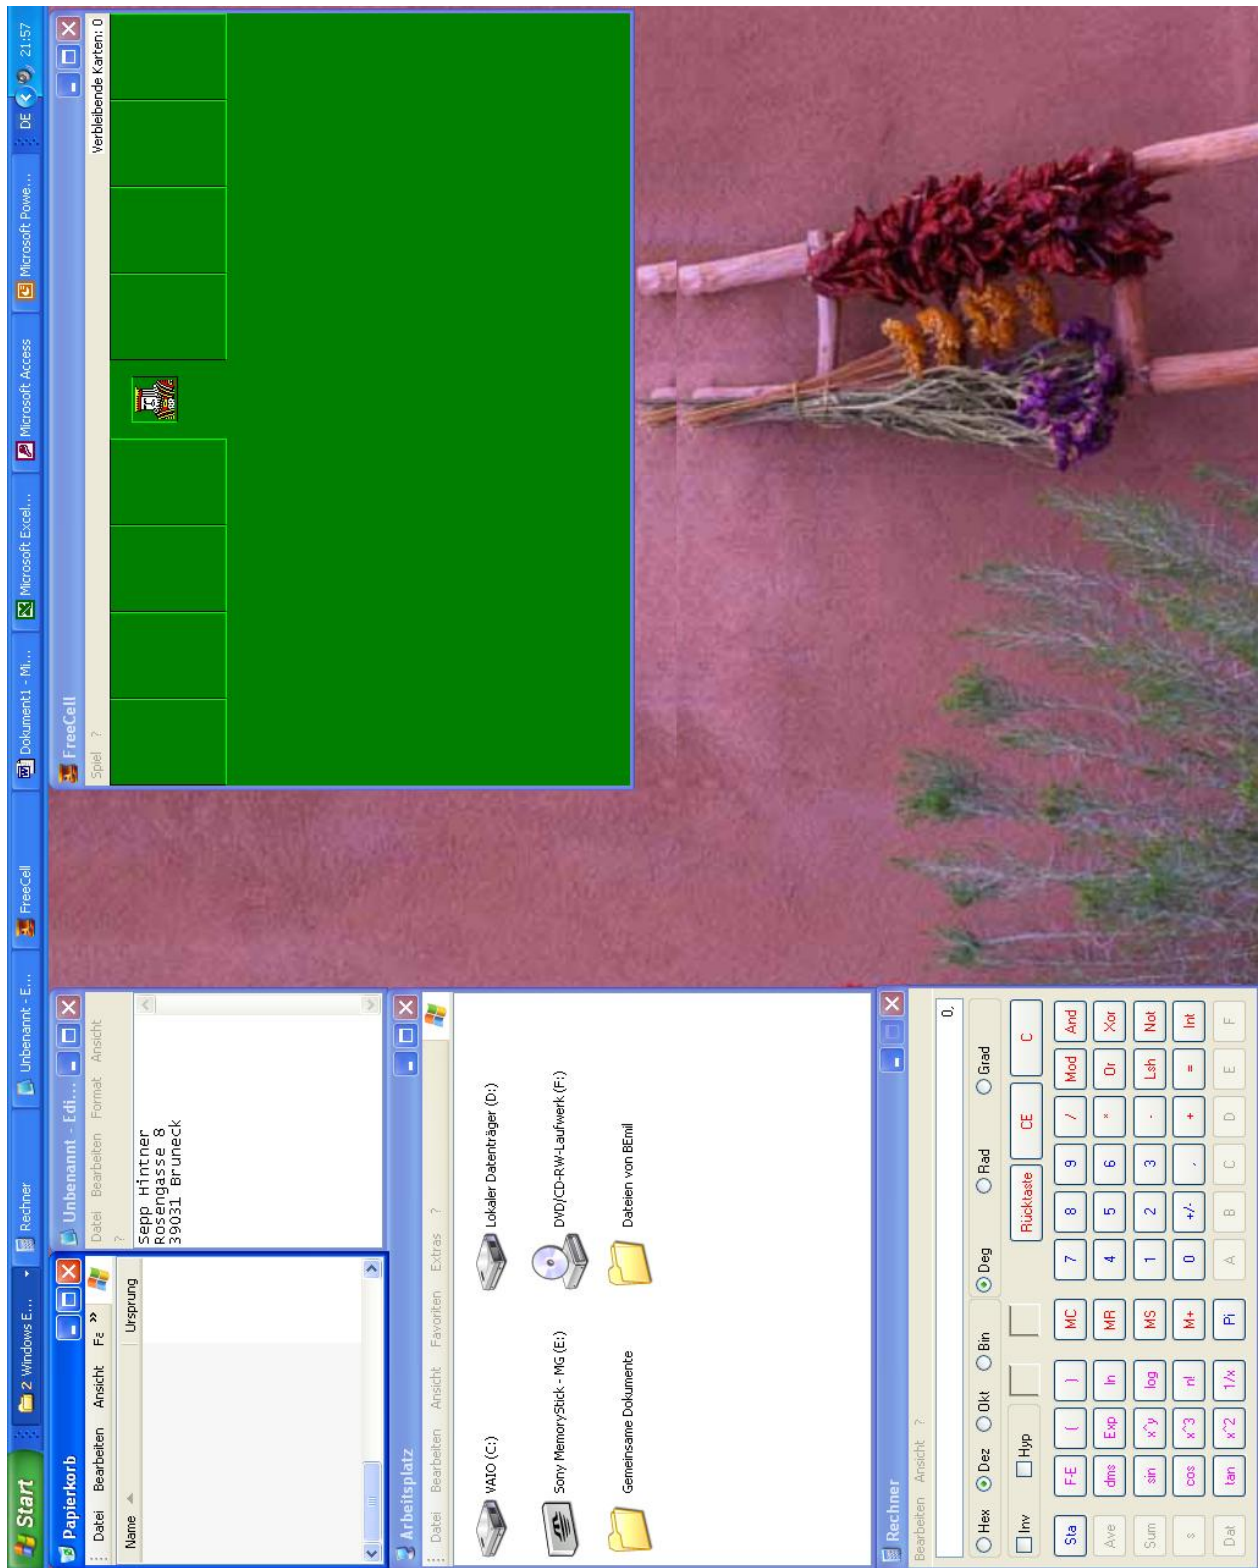 Start
2 Windows E...
Rechner
Unbenannt - E...
FreeCell
Dokument1 - Mi...
Microsoft Excel...
Microsoft Access
Microsoft Powe...
DE
21:57
Papierkorb
Datei Bearbeiten Ansicht Fa »
Name Ursprung
Unbenannt - Edi...
Datei Bearbeiten Format Ansicht
?
Sepp Hintner
Rosengasse 8
39031 Bruneck
FreeCell
Spiel ? Verbleibende Karten: 0
Arbeitsplatz
Datei Bearbeiten Ansicht Favoriten Extras ?
VAIO (C:) Lokaler Datenträger (D:)
Sony MemoryStick - MG (E:) DVD/CD-RW-Laufwerk (F:)
Gemeinsame Dokumente Dateien von BEmil
Rechner
Bearbeiten Ansicht ?
0,
Hex Dez Okt Bin Deg Rad Grad
Inv Hyp Rücktaste CE C
Sta F-E ( ) MC 7 8 9 / Mod And
Ave dms Exp ln MR 4 5 6 * Or Xor
Sum sin x^y log MS 1 2 3 - Lsh Not
s cos x^3 n! M+ 0 +/- , + = Int
Dat tan x^2 1/x Pi A B C D E F